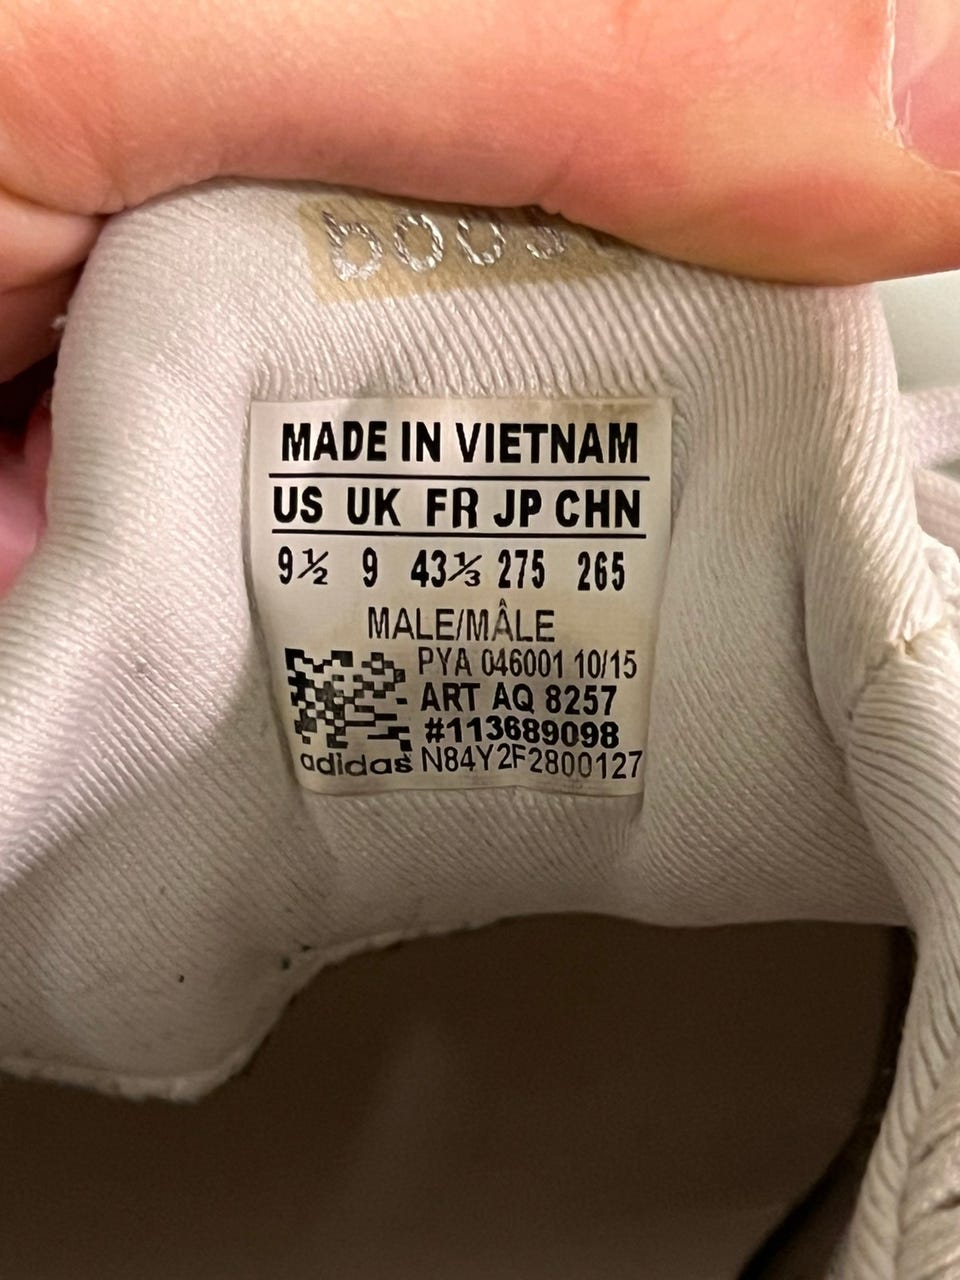 boost
MADE IN VIETNAM
US UK FR JP CHN
9½ 9 43⅓ 275 265
MALE/MÂLE
PYA 046001 10/15
ART AQ 8257
#113689098
adidas N84Y2F2800127